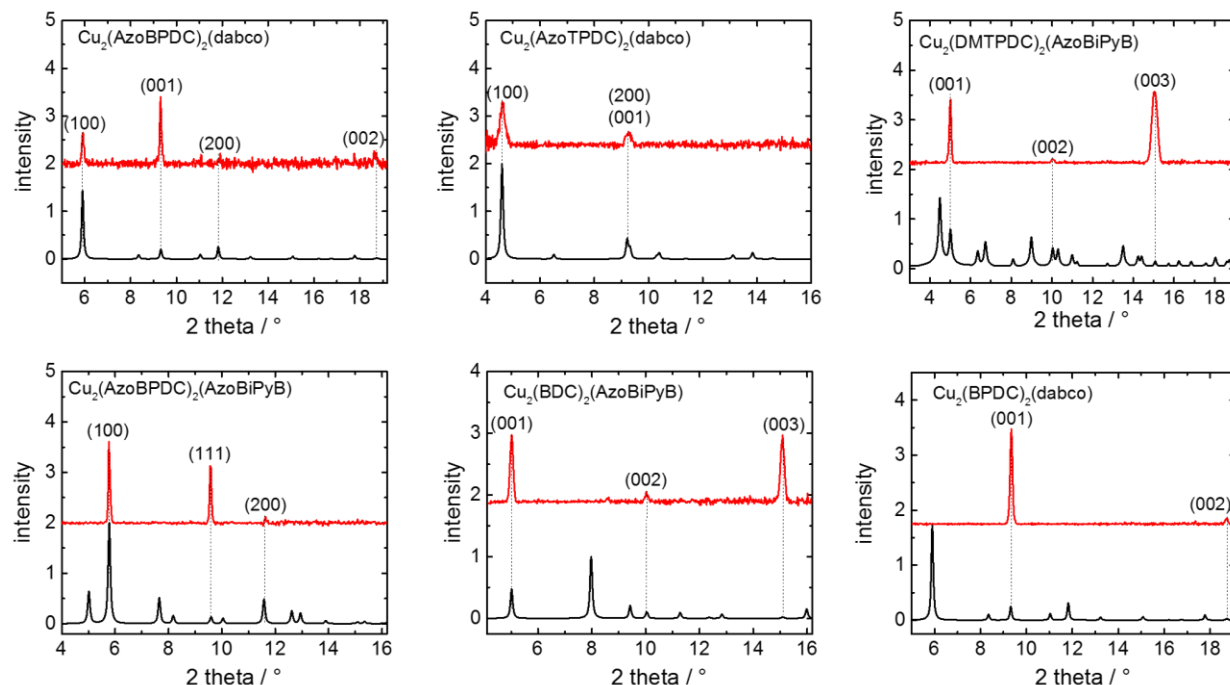 Cu2(AzoBPDC)2(dabco)
5
4
3
2
1
0
intensity
(100)
(001)
(200)
(002)
6 8 10 12 14 16 18
2 theta / °
Cu2(AzoTPDC)2(dabco)
5
4
3
2
1
0
intensity
(100)
(200)
(001)
4 6 8 10 12 14 16
2 theta / °
Cu2(DMTPDC)2(AzoBiPyB)
5
4
3
2
1
0
intensity
(001)
(002)
(003)
4 6 8 10 12 14 16 18
2 theta / °
Cu2(AzoBPDC)2(AzoBiPyB)
5
4
3
2
1
0
intensity
(100)
(111)
(200)
4 6 8 10 12 14 16
2 theta / °
Cu2(BDC)2(AzoBiPyB)
4
3
2
1
0
intensity
(001)
(002)
(003)
6 8 10 12 14 16
2 theta / °
Cu2(BPDC)2(dabco)
4
3
2
1
0
intensity
(001)
(002)
6 8 10 12 14 16 18
2 theta / °